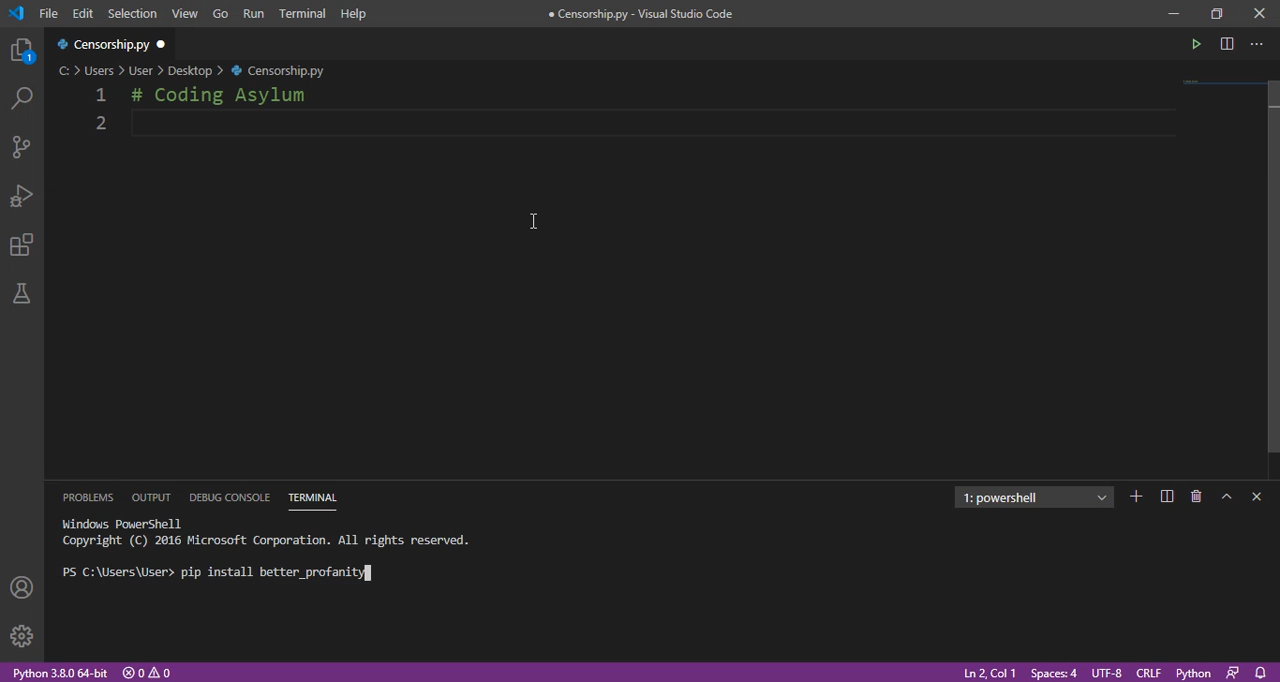 File Edit Selection View Go Run Terminal Help
● Censorship.py - Visual Studio Code
Censorship.py ●
1
C: > Users > User > Desktop > Censorship.py
1 # Coding Asylum
2
PROBLEMS OUTPUT DEBUG CONSOLE TERMINAL
1: powershell
Windows PowerShell
Copyright (C) 2016 Microsoft Corporation. All rights reserved.
PS C:\Users\User> pip install better_profanity
Python 3.8.0 64-bit 0 0
Ln 2, Col 1 Spaces: 4 UTF-8 CRLF Python